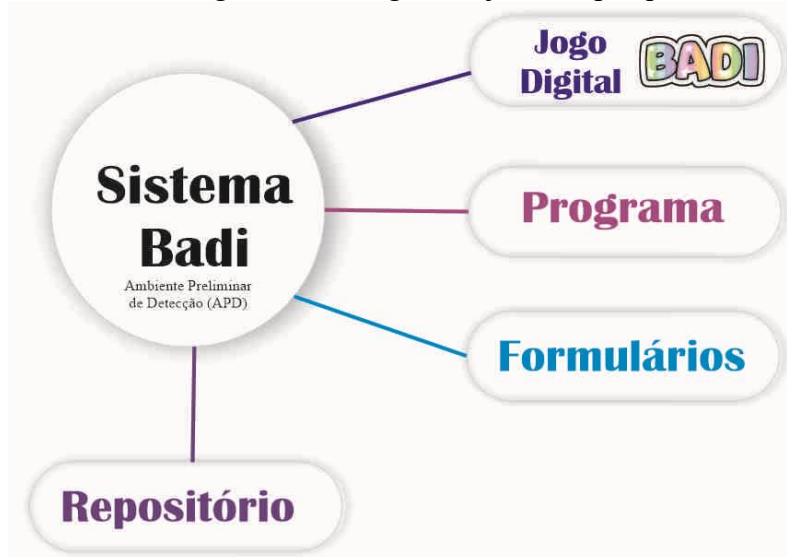 Jogo
Digital
BADI
Sistema
Badi
Ambiente Preliminar
de Detecção (APD)
Programa
Formulários
Repositório